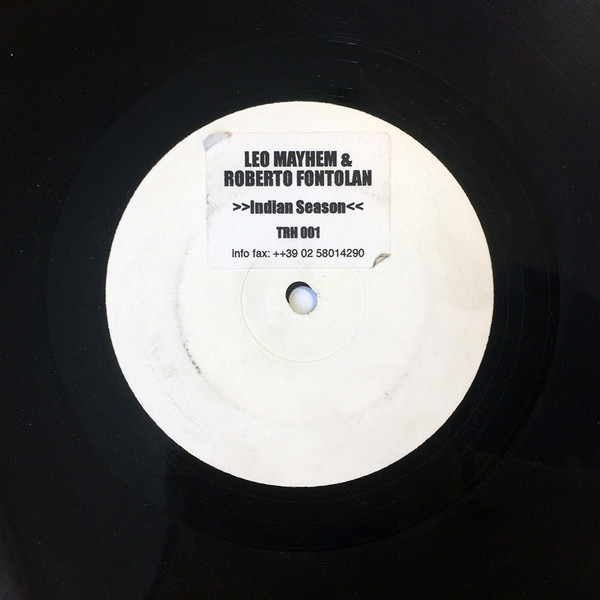 LEO MAYHEM &
ROBERTO FONTOLAN
>>Indian Season<<
TRH 001
info fax: ++39 02 58014290